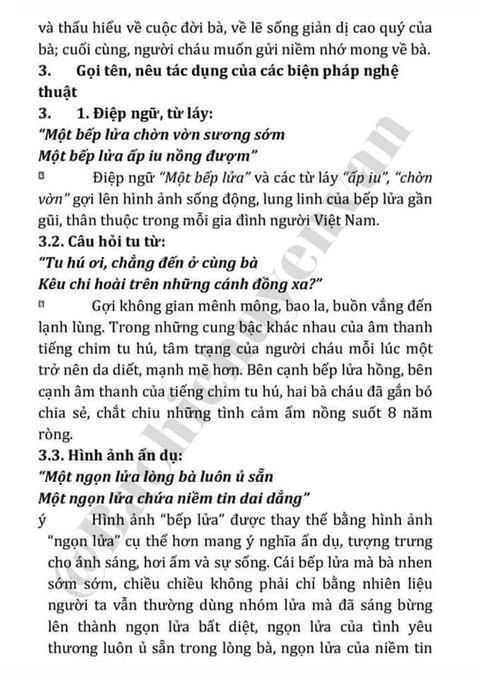 và thấu hiểu về cuộc đời bà, về lẽ sống giản dị cao quý của
bà; cuối cùng, người cháu muốn gửi niềm nhớ mong về bà.
3. Gọi tên, nêu tác dụng của các biện pháp nghệ
thuật
3. 1. Điệp ngữ, từ láy:
“Một bếp lửa chờn vờn sương sớm
Một bếp lửa ấp iu nồng đượm”
Điệp ngữ “Một bếp lửa” và các từ láy “ấp iu”, “chờn
vờn” gợi lên hình ảnh sống động, lung linh của bếp lửa gần
gũi, thân thuộc trong mỗi gia đình người Việt Nam.
3.2. Câu hỏi tu từ:
“Tu hú ơi, chẳng đến ở cùng bà
Kêu chi hoài trên những cánh đồng xa?”
Gợi không gian mênh mông, bao la, buồn vắng đến
lạnh lùng. Trong những cung bậc khác nhau của âm thanh
tiếng chim tu hú, tâm trạng của người cháu mỗi lúc một
trở nên da diết, mạnh mẽ hơn. Bên cạnh bếp lửa hồng, bên
cạnh âm thanh của tiếng chim tu hú, hai bà cháu đã gắn bó
chia sẻ, chắt chiu những tình cảm ấm nồng suốt 8 năm
ròng.
3.3. Hình ảnh ẩn dụ:
“Một ngọn lửa lòng bà luôn ủ sẵn
Một ngọn lửa chứa niềm tin dai dẳng”
ý Hình ảnh “bếp lửa” được thay thế bằng hình ảnh
“ngọn lửa” cụ thể hơn mang ý nghĩa ẩn dụ, tượng trưng
cho ánh sáng, hơi ấm và sự sống. Cái bếp lửa mà bà nhen
sớm sớm, chiều chiều không phải chỉ bằng nhiên liệu
người ta vẫn thường dùng nhóm lửa mà đã sáng bừng
lên thành ngọn lửa bất diệt, ngọn lửa của tình yêu
thương luôn ủ sẵn trong lòng bà, ngọn lửa của niềm tin